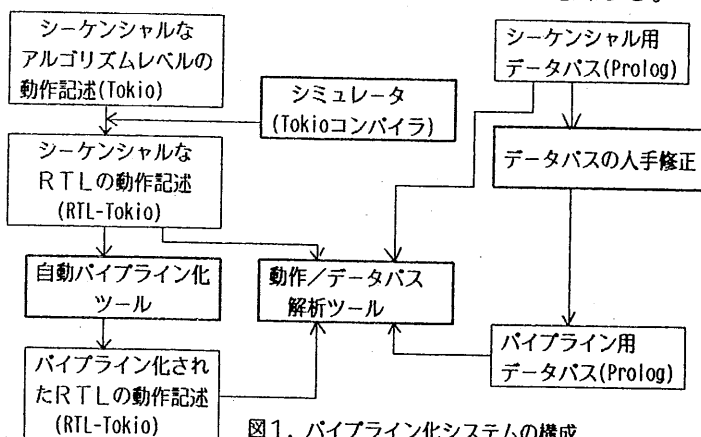 シーケンシャルな
アルゴリズムレベルの
動作記述(Tokio)
シミュレータ
(Tokioコンパイラ)
シーケンシャル用
データパス(Prolog)
シーケンシャルな
RTLの動作記述
(RTL-Tokio)
データパスの人手修正
自動パイプライン化
ツール
動作/データパス
解析ツール
パイプライン化され
たRTLの動作記述
(RTL-Tokio)
パイプライン用
データパス(Prolog)
図1. パイプライン化システムの構成